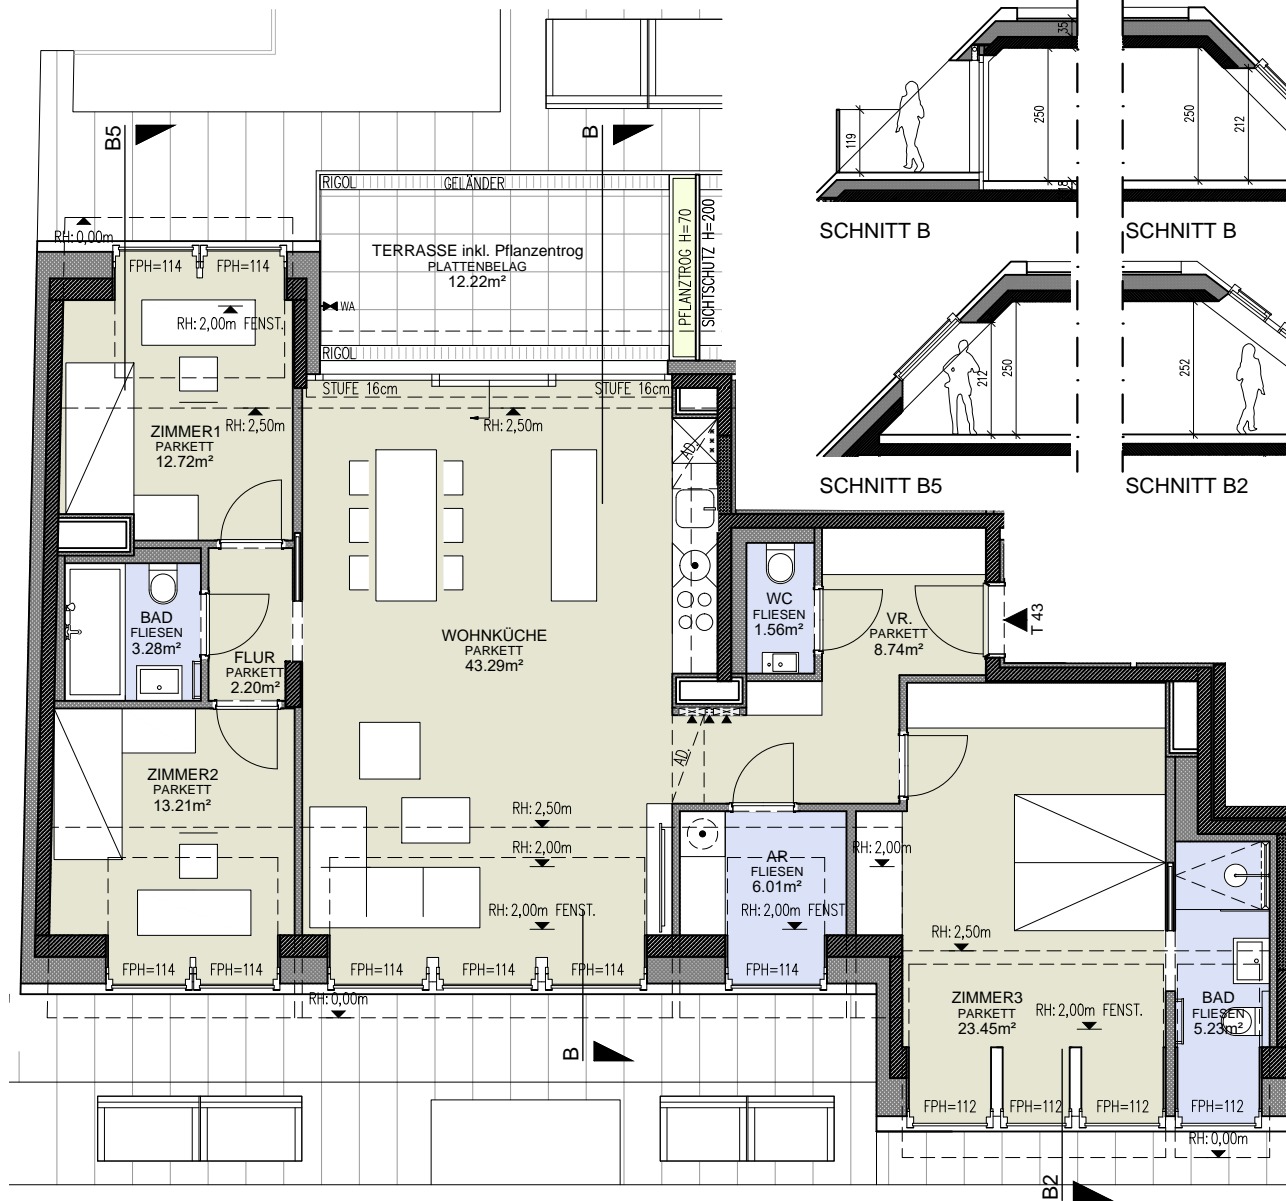 35
250
119
18
250
212
SCHNITT B
SCHNITT B
212
250
252
SCHNITT B5
SCHNITT B2
B5
B
RIGOL
GELÄNDER
TERRASSE inkl. Pflanzentrog
PLATTENBELAG
12.22m²
PFLANZTROG H=70
SICHTSCHUTZ H=200
WA
RIGOL
RH: 0,00m
FPH=114
FPH=114
RH: 2,00m FENST.
STUFE 16cm
STUFE 16cm
RH: 2,50m
RH: 2,50m
ZIMMER1
PARKETT
12.72m²
AD.
BAD
FLIESEN
3.28m²
FLUR
PARKETT
2.20m²
WOHNKÜCHE
PARKETT
43.29m²
WC
FLIESEN
1.56m²
VR.
PARKETT
8.74m²
T 43
AD.
ZIMMER2
PARKETT
13.21m²
RH: 2,50m
RH: 2,00m
RH: 2,00m FENST.
AR
FLIESEN
6.01m²
RH: 2,00m FENST
RH: 2,00m
RH: 2,50m
FPH=114
FPH=114
FPH=114
FPH=114
FPH=114
FPH=114
RH: 0,00m
ZIMMER3
PARKETT
23.45m²
RH: 2,00m FENST.
BAD
FLIESEN
5.23m²
B
FPH=112
FPH=112
FPH=112
FPH=112
RH: 0,00m
B2